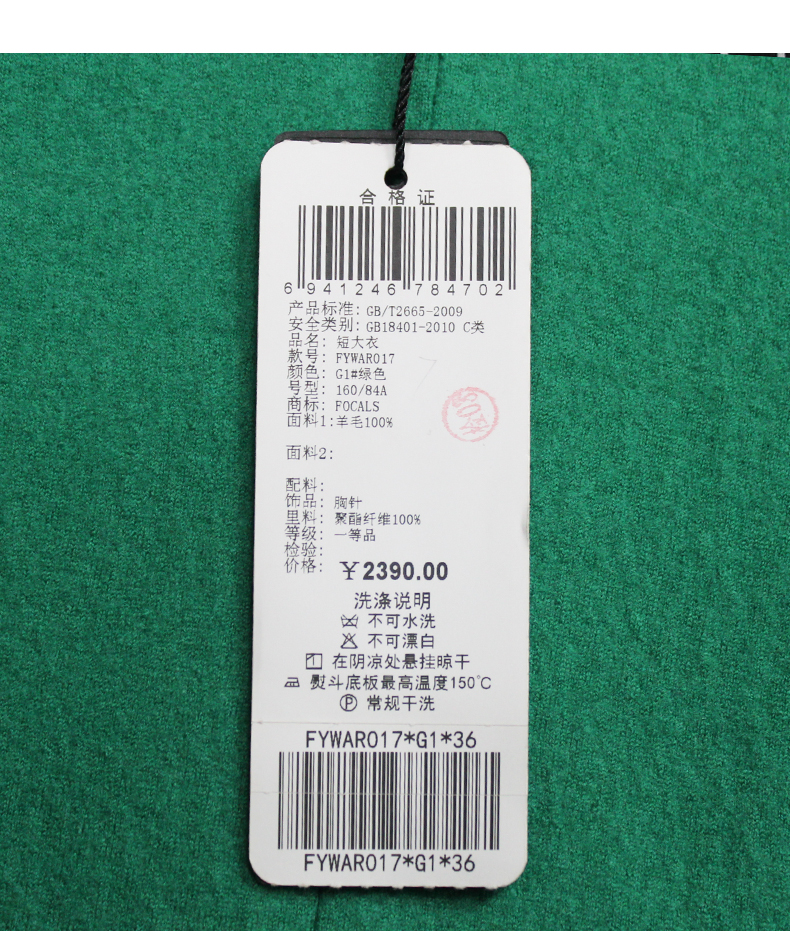 合格证
6 941246 784702
产品标准: GB/T2665-2009
安全类别: GB18401-2010 C类
品名: 短大衣
款号: FYWAR017
颜色: G1#绿色
号型: 160/84A
商标: FOCALS
面料1:羊毛100%
面料2:
配料:
饰品: 胸针
里料: 聚酯纤维100%
等级: 一等品
检验:
价格: ￥2390.00
洗涤说明
不可水洗
不可漂白
在阴凉处悬挂晾干
熨斗底板最高温度150℃
Ⓟ 常规干洗
FYWAR017*G1*36
FYWAR017*G1*36